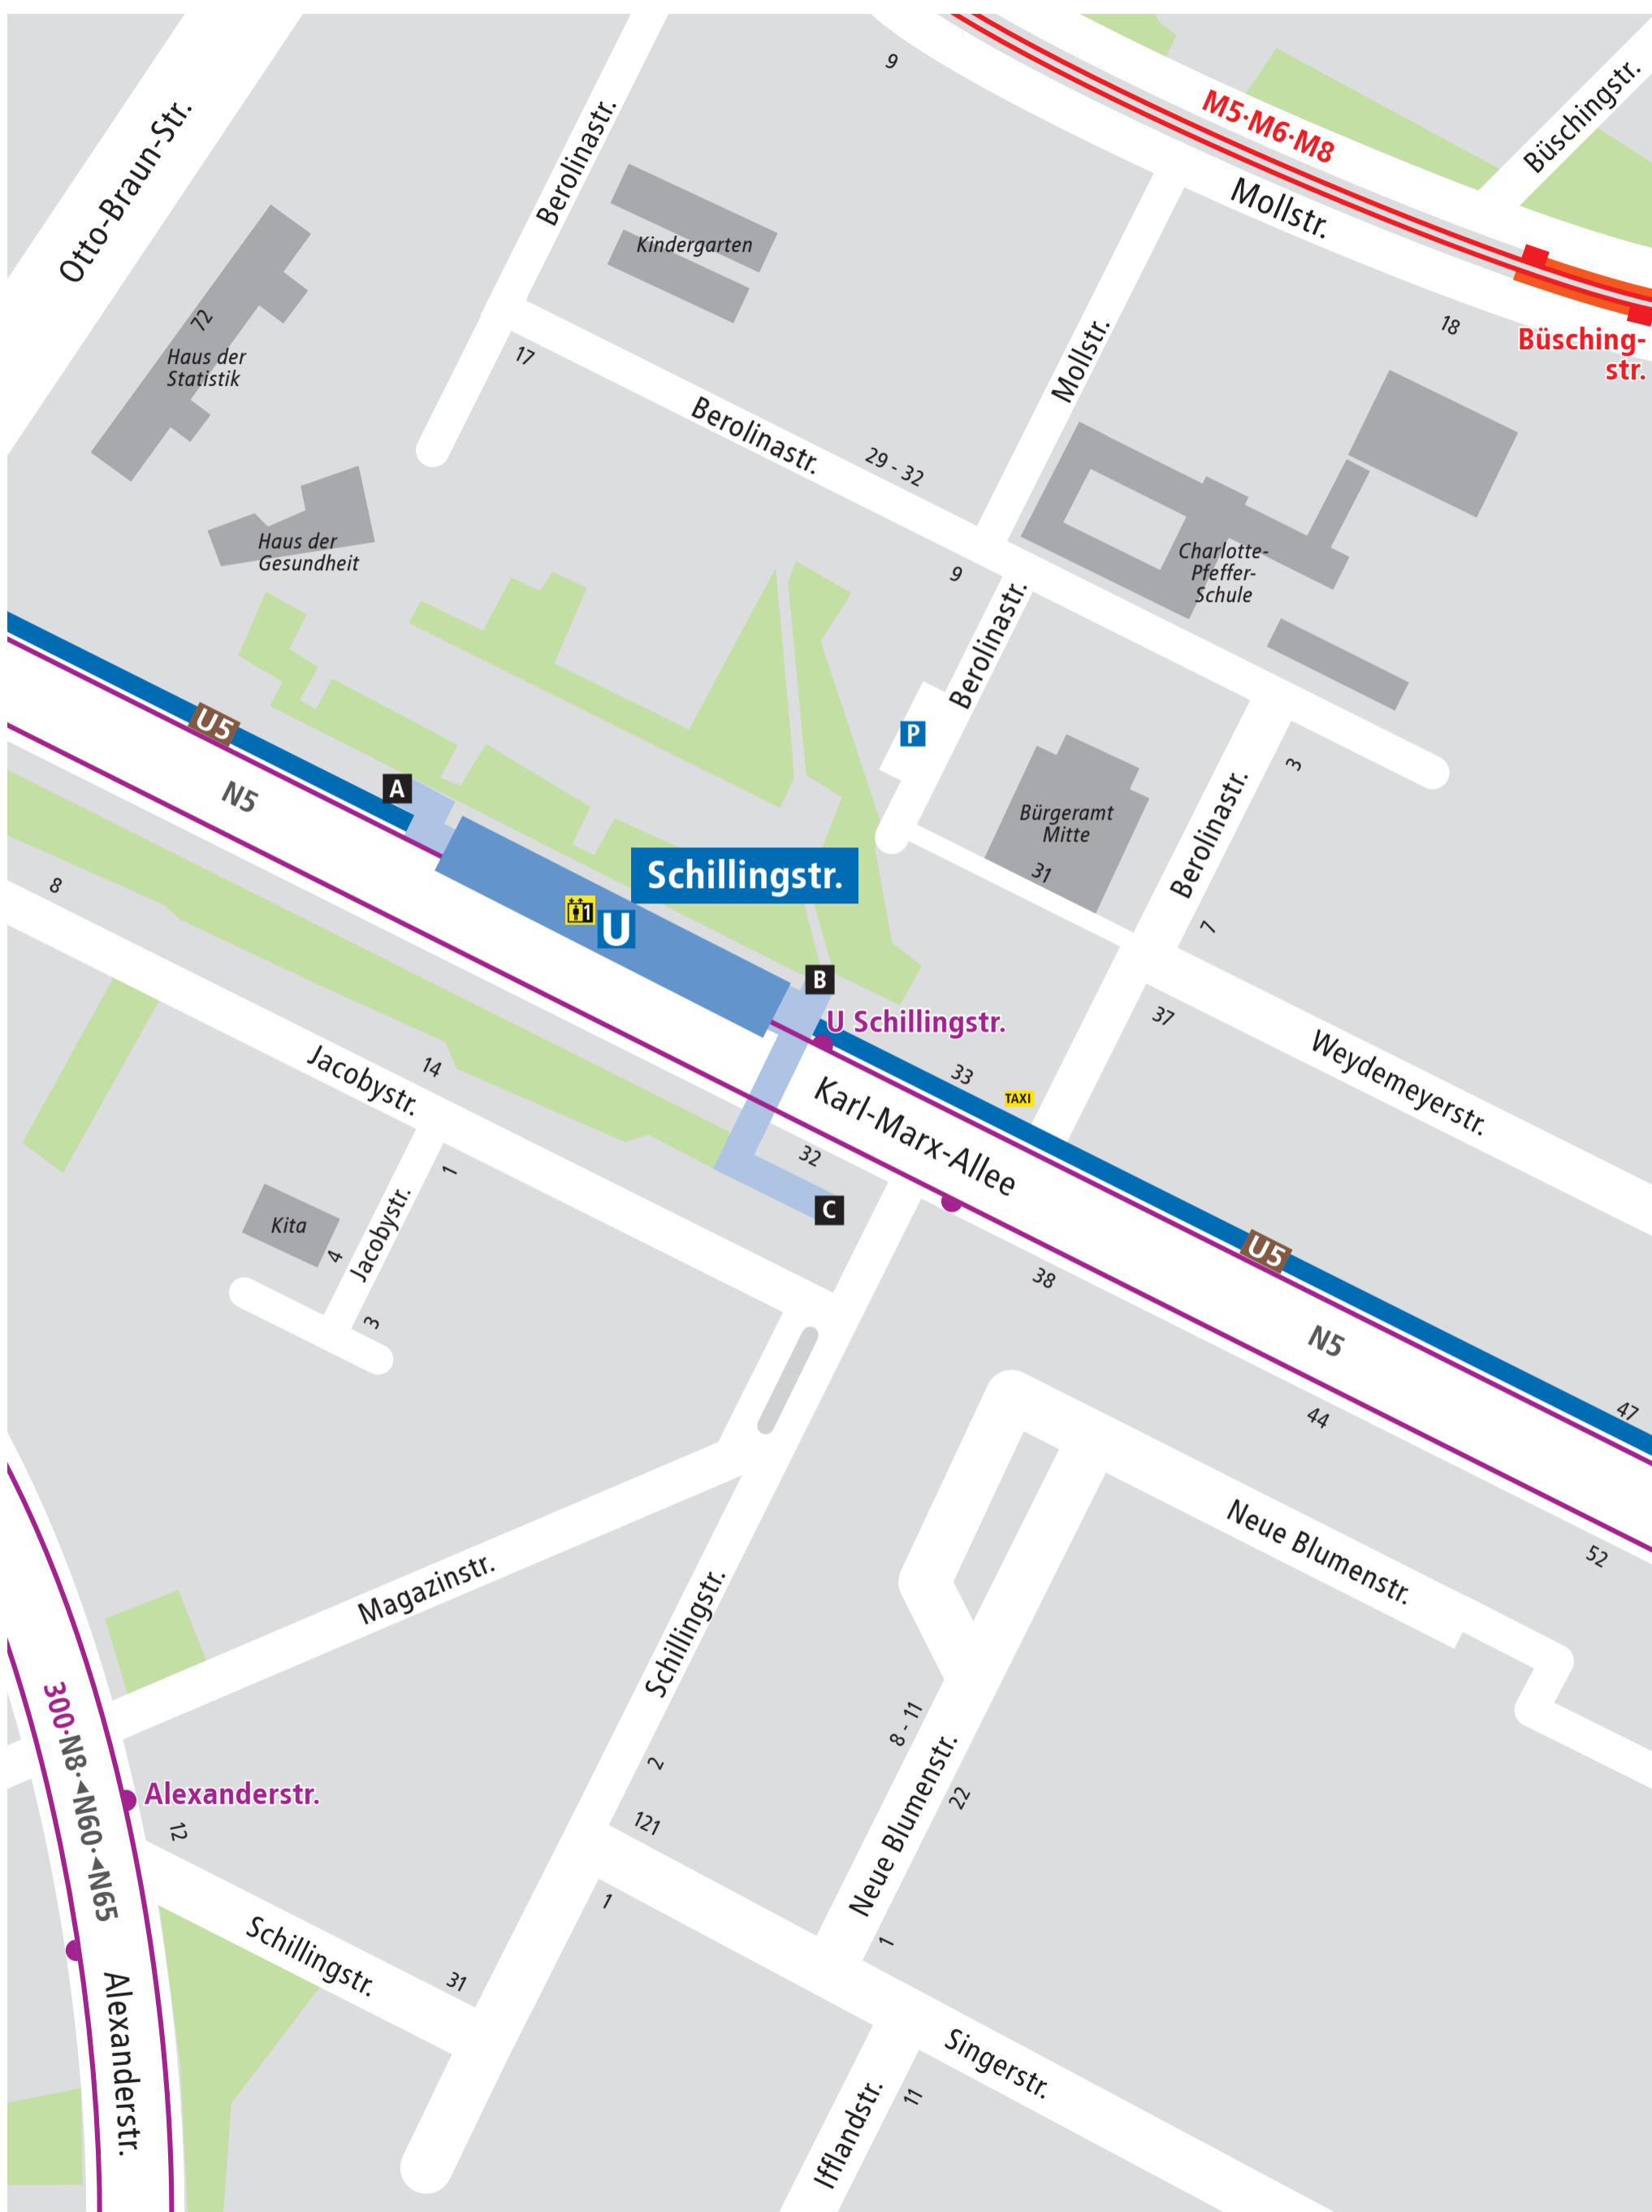 9
M5·M6·M8
Büschingstr.
Otto-Braun-Str.
Berolinastr.
Mollstr.
Kindergarten
72
Haus der
Statistik
17
Mollstr.
18
Büsching-
str.
Berolinastr.
29 - 32
Haus der
Gesundheit
9
Charlotte-
Pfeffer-
Schule
Berolinastr.
U5
P
N5
A
3
Bürgeramt
Mitte
31
Berolinastr.
8
Schillingstr.
1
U
7
B
U Schillingstr.
37
Weydemeyerstr.
33
TAXI
Jacobystr.
14
Karl-Marx-Allee
32
1
C
Kita
4
Jacobystr.
3
U5
38
N5
44
47
Neue Blumenstr.
52
Magazinstr.
Schillingstr.
300·N8·◄N60·◄N65
8 - 11
2
Neue Blumenstr.
22
Alexanderstr.
12
121
1
1
Schillingstr.
31
Alexanderstr.
Singerstr.
Ifflandstr.
11